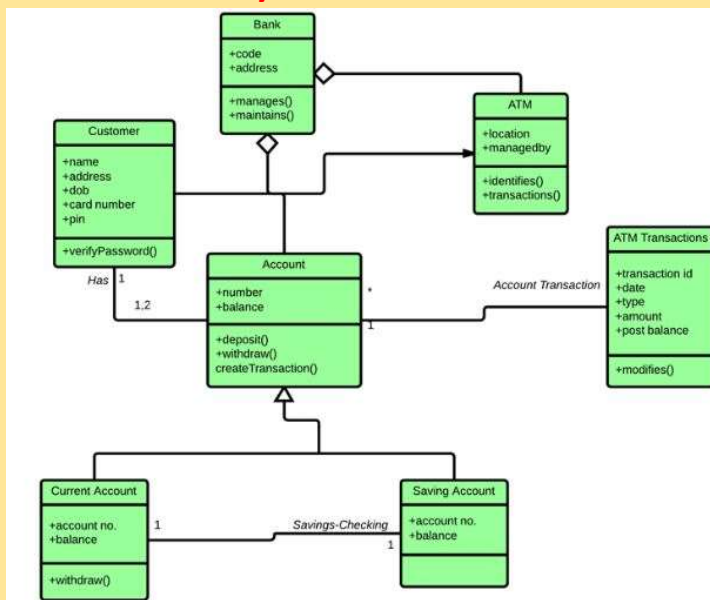 Bank
+code
+address
+manages()
+maintains()
ATM
+location
+managedby
+identifies()
+transactions()
Customer
+name
+address
+dob
+card number
+pin
+verifyPassword()
Has
1
1,2
Account
+number
+balance
+deposit()
+withdraw()
createTransaction()
*
1
Account Transaction
ATM Transactions
+transaction id
+date
+type
+amount
+post balance
+modifies()
Current Account
+account no.
+balance
+withdraw()
1
Savings-Checking
1
Saving Account
+account no.
+balance